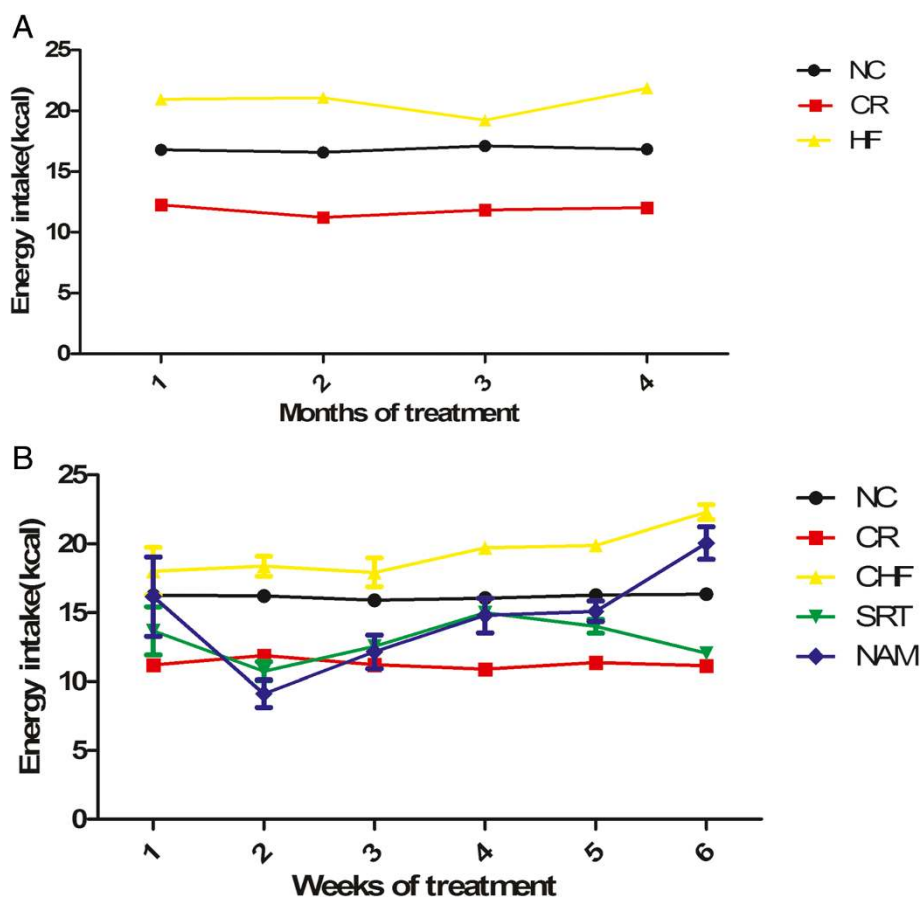 A
25
20
15
10
5
0
Energy intake(kcal)
1 2 3 4
Months of treatment
NC
CR
HF
B
25
20
15
10
5
0
Energy intake(kcal)
1 2 3 4 5 6
Weeks of treatment
NC
CR
CHF
SRT
NAM